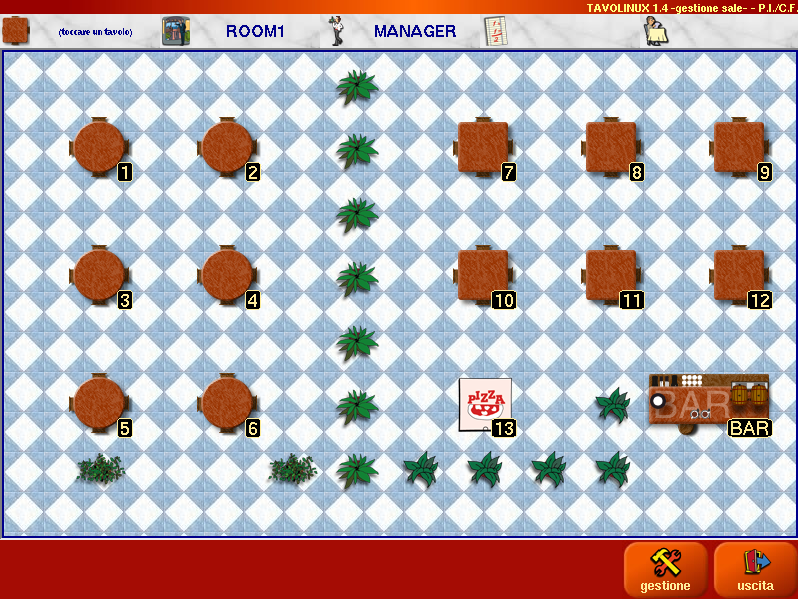 TAVOLINUX 1.4 -gestione sale- - P.I./C.F.
(toccare un tavolo)
ROOM1
MANAGER
1
2
7
8
9
3
4
10
11
12
PIZZA
BAR
5
6
13
BAR
gestione
uscita